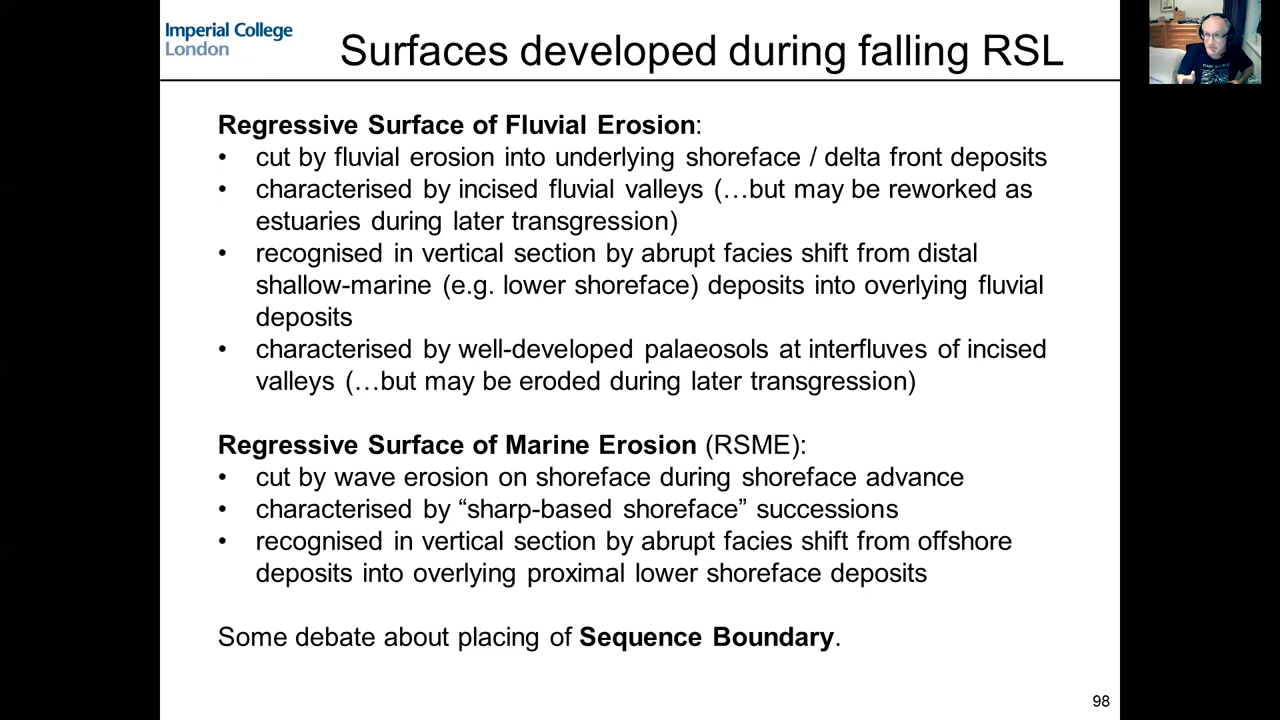 Imperial College
London
Surfaces developed during falling RSL
Regressive Surface of Fluvial Erosion:
• cut by fluvial erosion into underlying shoreface / delta front deposits
• characterised by incised fluvial valleys (…but may be reworked as
estuaries during later transgression)
• recognised in vertical section by abrupt facies shift from distal
shallow-marine (e.g. lower shoreface) deposits into overlying fluvial
deposits
• characterised by well-developed palaeosols at interfluves of incised
valleys (…but may be eroded during later transgression)
Regressive Surface of Marine Erosion (RSME):
• cut by wave erosion on shoreface during shoreface advance
• characterised by “sharp-based shoreface” successions
• recognised in vertical section by abrupt facies shift from offshore
deposits into overlying proximal lower shoreface deposits
Some debate about placing of Sequence Boundary.
98